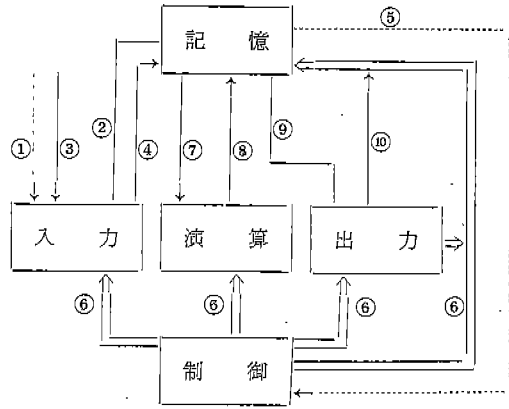 ⑤
記憶
① ③ ② ④ ⑦ ⑧ ⑨ ⑩
入力 演算 出力
⑥ ⑥ ⑥ ⑥
制御